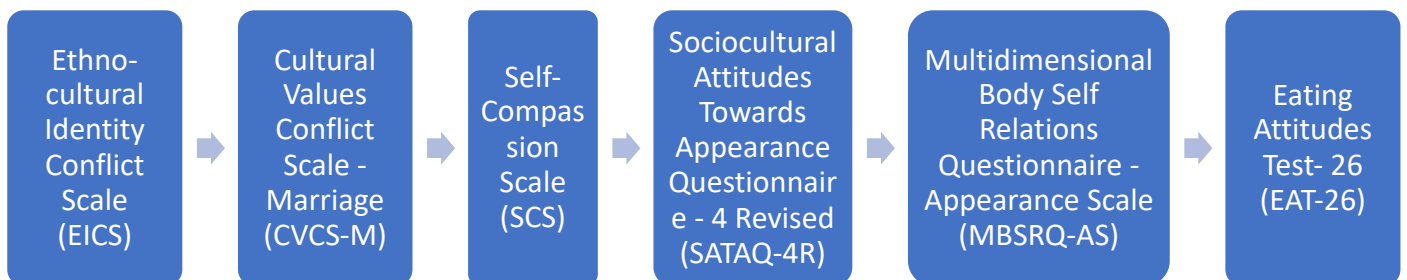 Ethno-
cultural
Identity
Conflict
Scale
(EICS)
Cultural
Values
Conflict
Scale -
Marriage
(CVCS-M)
Self-
Compas
sion
Scale
(SCS)
Sociocultural
Attitudes
Towards
Appearance
Questionnair
e - 4 Revised
(SATAQ-4R)
Multidimensional
Body Self
Relations
Questionnaire -
Appearance Scale
(MBSRQ-AS)
Eating
Attitudes
Test- 26
(EAT-26)